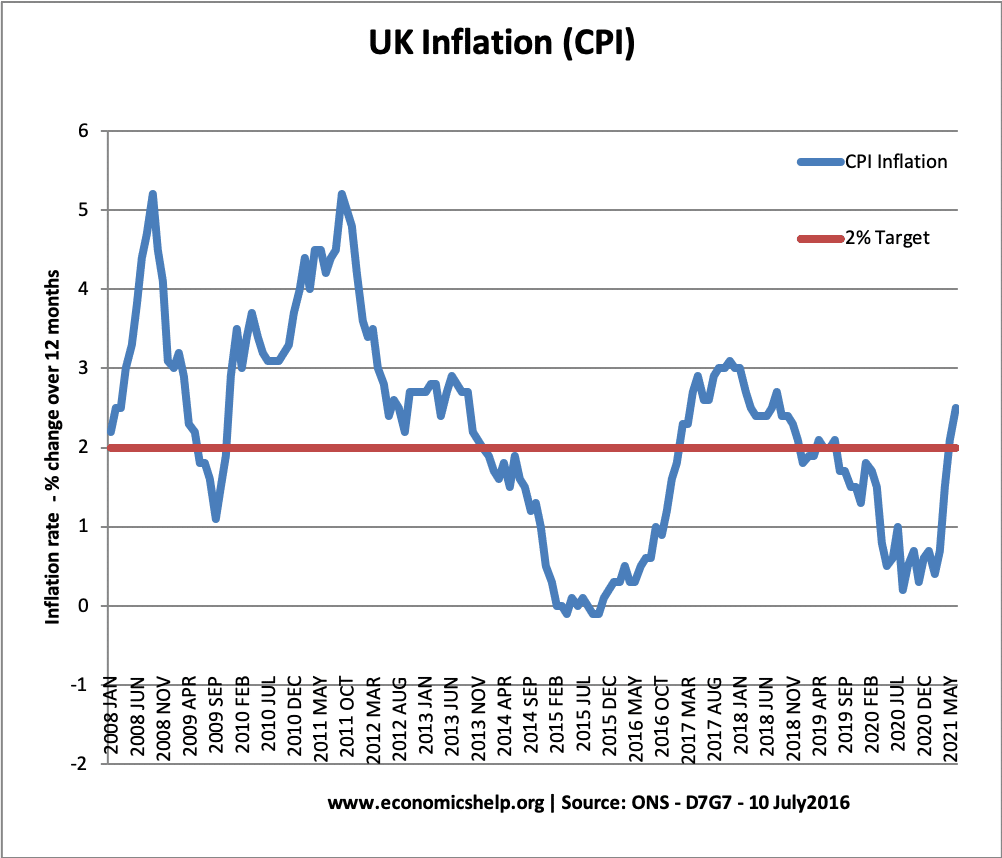 UK Inflation (CPI)
6
5
4
3
2
1
0
-1
-2
Inflation rate - % change over 12 months
CPI Inflation
2% Target
2008 JAN
2008 JUN
2008 NOV
2009 APR
2009 SEP
2010 FEB
2010 JUL
2010 DEC
2011 MAY
2011 OCT
2012 MAR
2012 AUG
2013 JAN
2013 JUN
2013 NOV
2014 APR
2014 SEP
2015 FEB
2015 JUL
2015 DEC
2016 MAY
2016 OCT
2017 MAR
2017 AUG
2018 JAN
2018 JUN
2018 NOV
2019 APR
2019 SEP
2020 FEB
2020 JUL
2020 DEC
2021 MAY
www.economicshelp.org | Source: ONS - D7G7 - 10 July2016